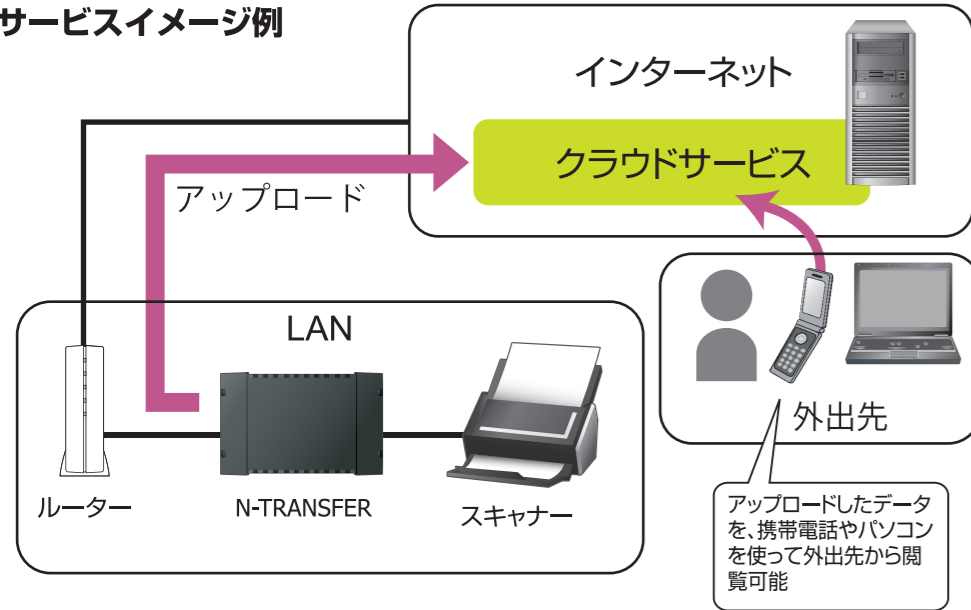 サービスイメージ例
インターネット
クラウドサービス
アップロード
LAN
外出先
ルーター
N-TRANSFER
スキャナー
アップロードしたデータ
を、携帯電話やパソコン
を使って外出先から閲
覧可能